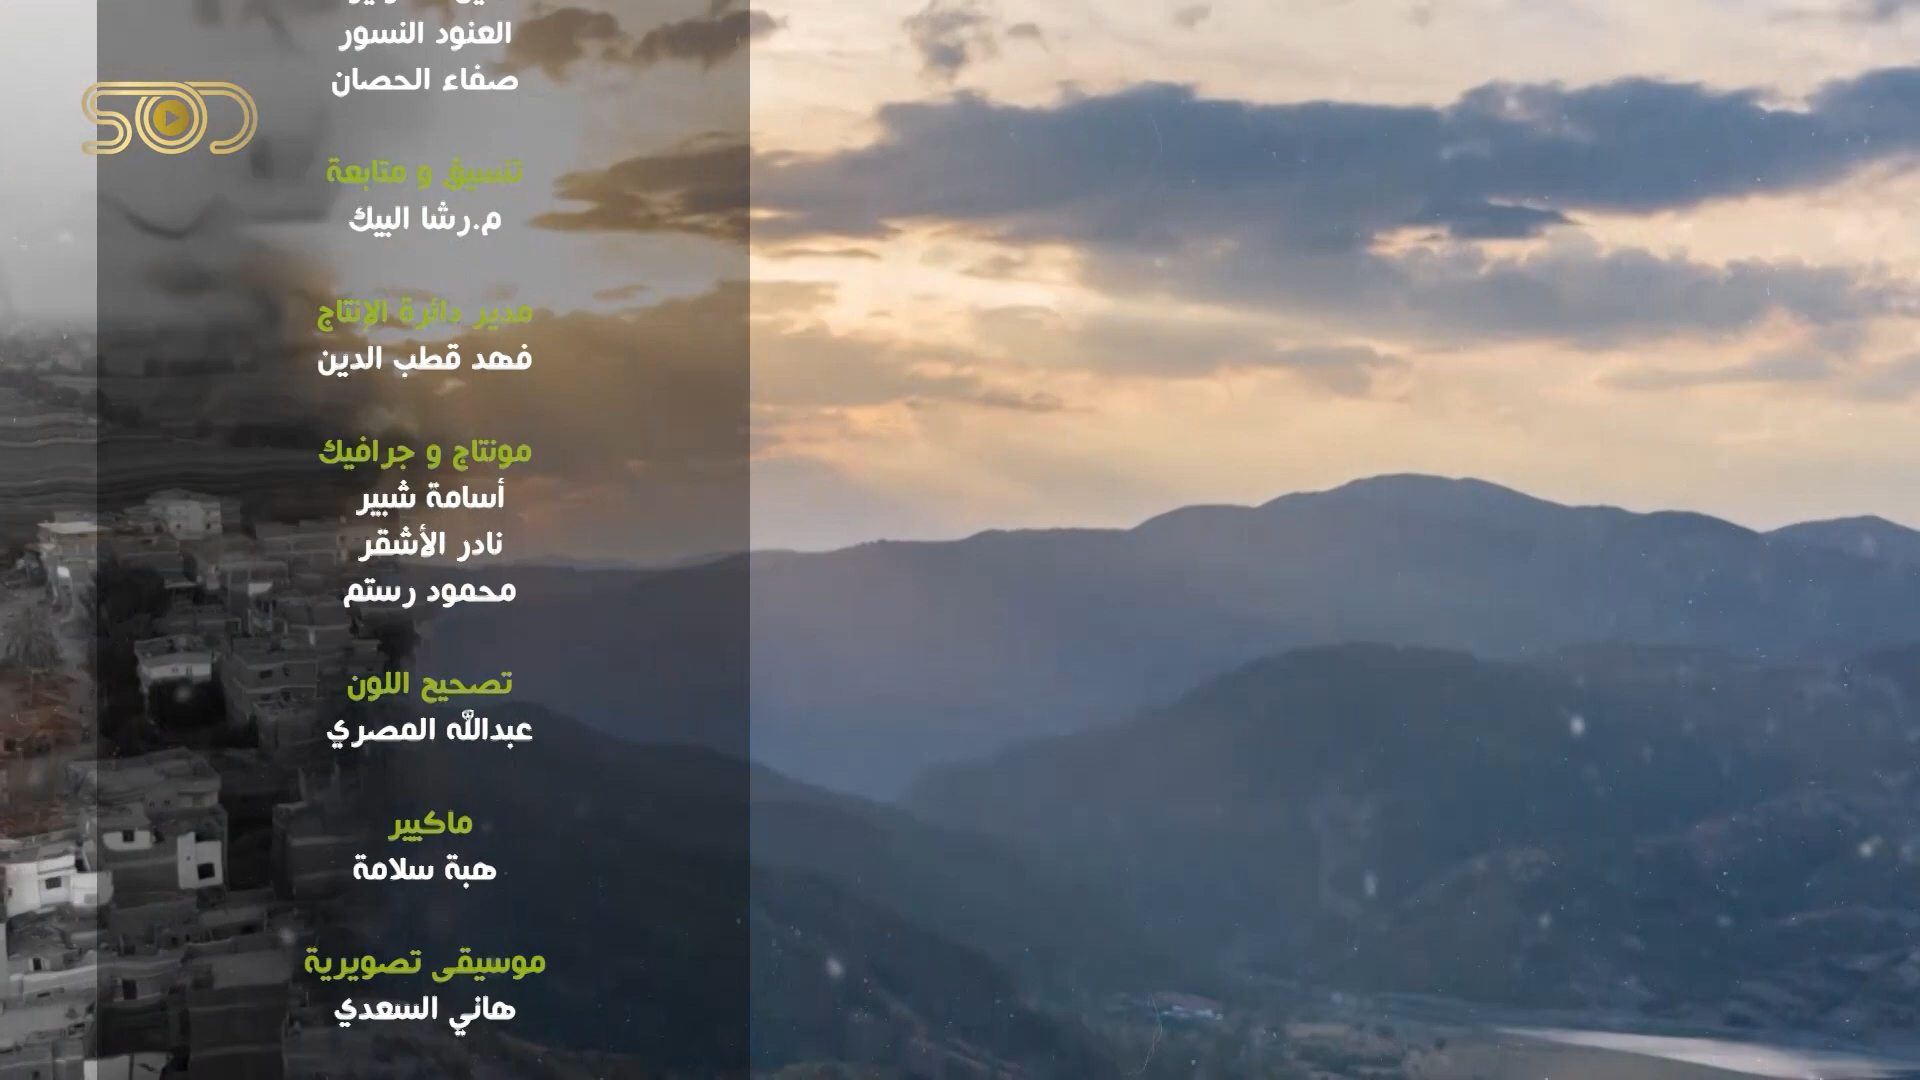 العنود النسور
صفاء الحصان
SOD
تنسيق و متابعة
م.رشا البيك
مدير دائرة الإنتاج
فهد قطب الدين
مونتاج و جرافيك
أسامة شبير
نادر الأشقر
محمود رستم
تصحيح اللون
عبدالله المصري
ماكيير
هبة سلامة
موسيقى تصويرية
هاني السعدي